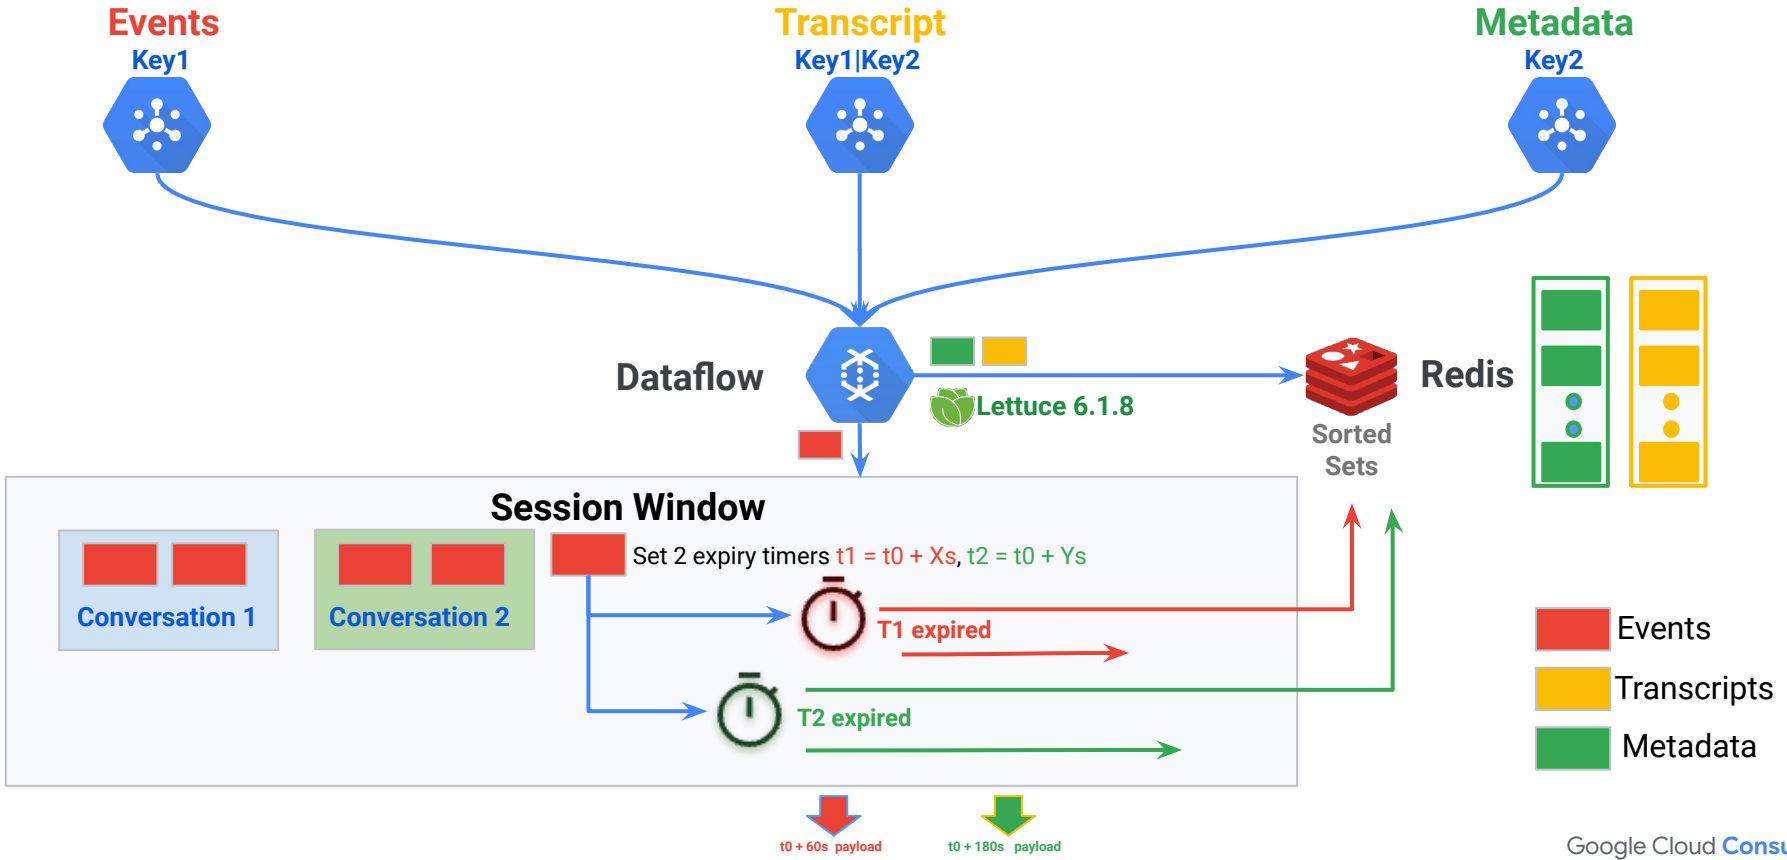 Events
Key1
Transcript
Key1|Key2
Metadata
Key2
Dataflow
Lettuce 6.1.8
Redis
Sorted
Sets
Session Window
Set 2 expiry timers t1 = t0 + Xs, t2 = t0 + Ys
Conversation 1
Conversation 2
T1 expired
T2 expired
Events
Transcripts
Metadata
t0 + 60s payload
t0 + 180s payload
Google Cloud Consu